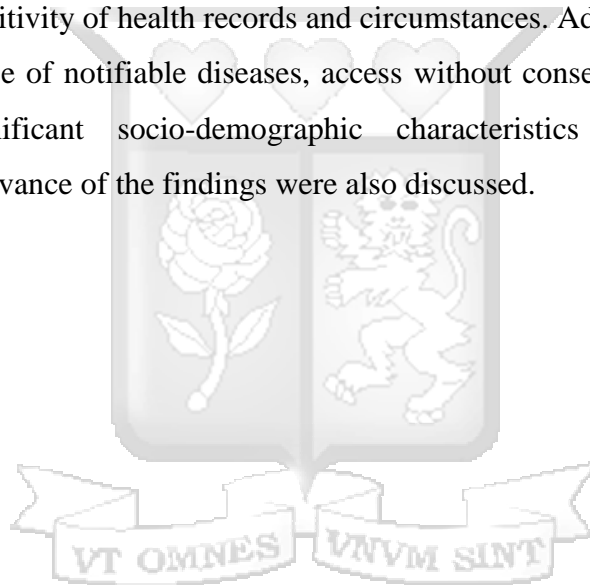 itivity of health records and circumstances. Ad
e of notifiable diseases, access without conse
nificant socio-demographic characteristics
vance of the findings were also discussed.
VT OMNES VNVM SINT